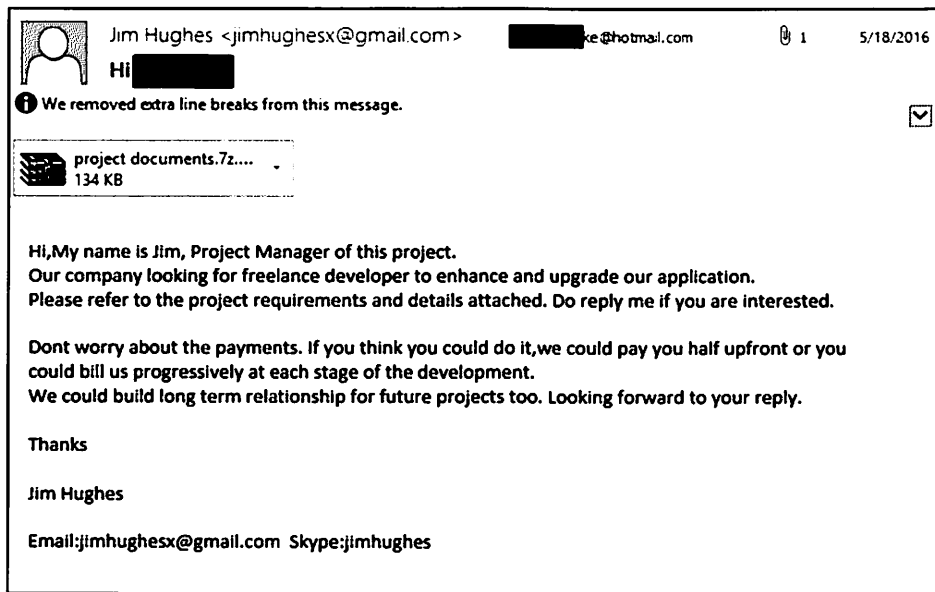 Jim Hughes <jimhughesx@gmail.com> ke@hotmail.com 1 5/18/2016
Hi
We removed extra line breaks from this message.
project documents.7z....
134 KB
Hi,My name is Jim, Project Manager of this project.
Our company looking for freelance developer to enhance and upgrade our application.
Please refer to the project requirements and details attached. Do reply me if you are interested.
Dont worry about the payments. If you think you could do it,we could pay you half upfront or you
could bill us progressively at each stage of the development.
We could build long term relationship for future projects too. Looking forward to your reply.
Thanks
Jim Hughes
Email:jimhughesx@gmail.com Skype:jimhughes